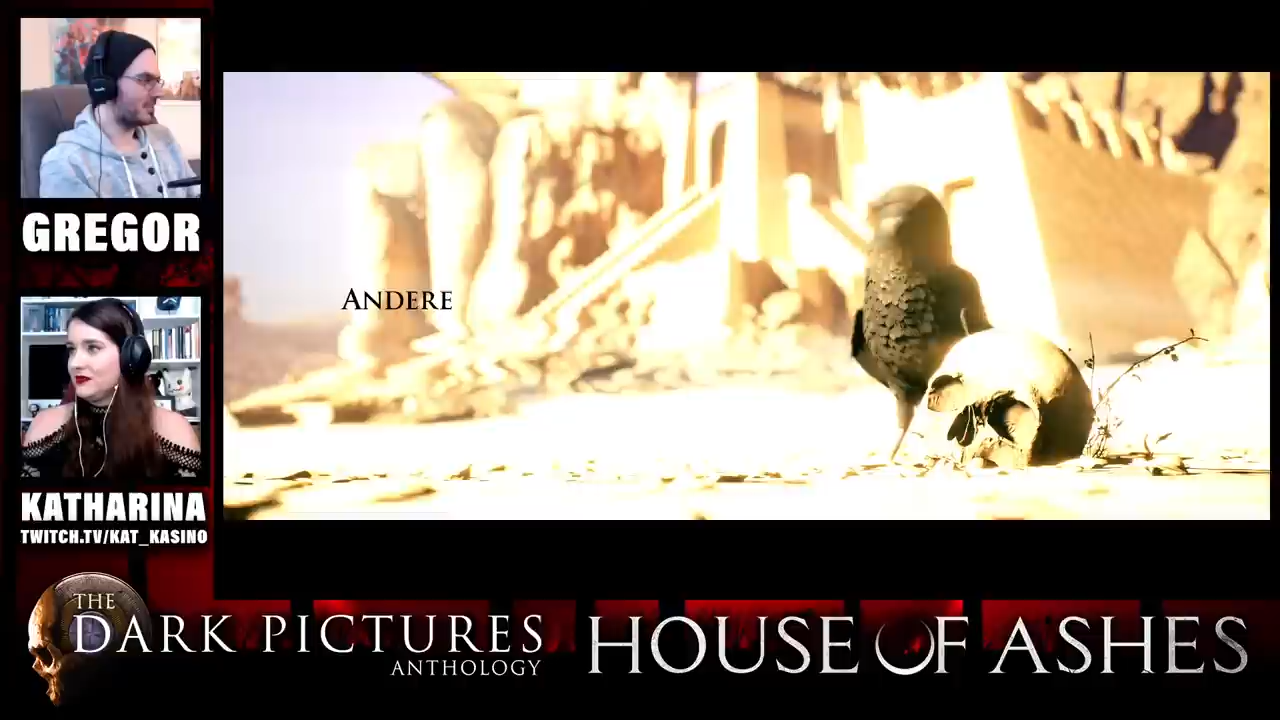 GREGOR
KATHARINA
TWITCH.TV/KAT_KASINO
ANDERE
THE
DARK PICTURES
ANTHOLOGY
HOUSE OF ASHES